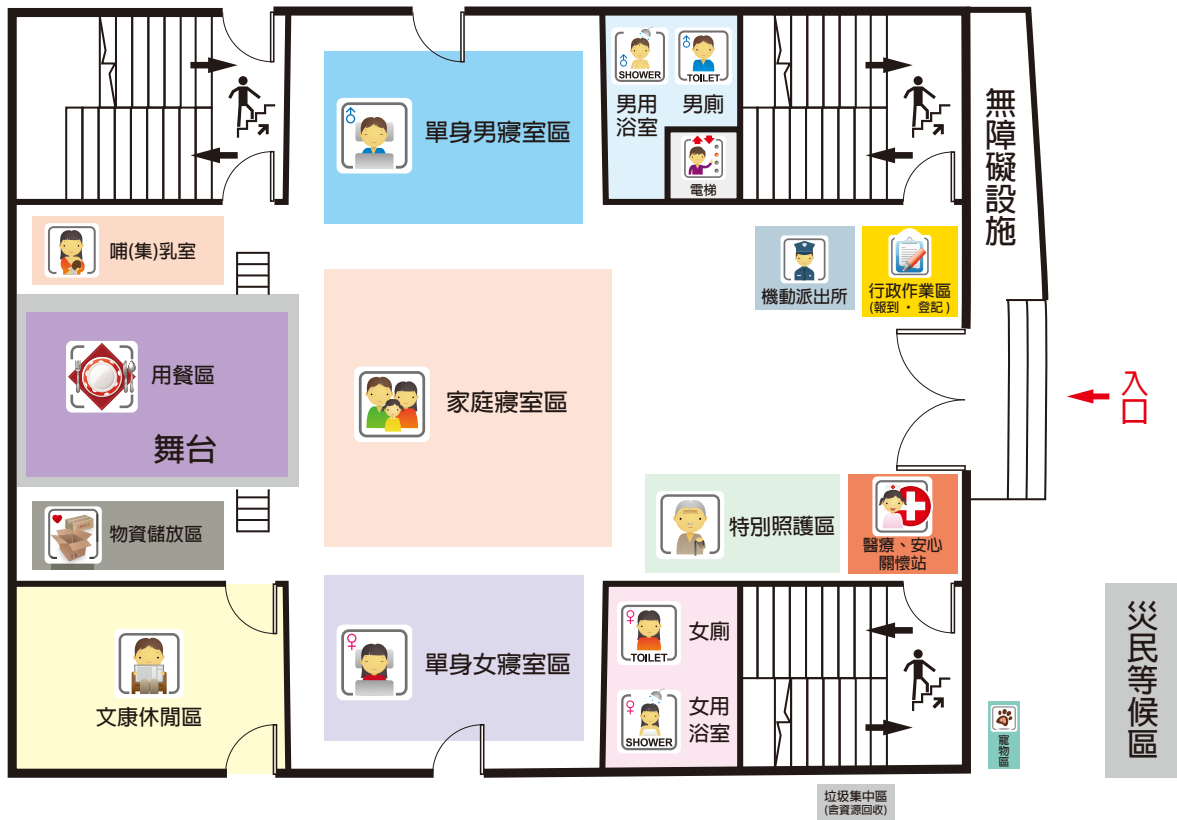 SHOWER
TOILET
男用
浴室
男廁
電梯
單身男寢室區
無障礙設施
哺(集)乳室
機動派出所
行政作業區
(報到 · 登記)
用餐區
舞台
家庭寢室區
入口
物資儲放區
特別照護區
醫療、安心
關懷站
文康休閒區
單身女寢室區
TOILET
女廁
SHOWER
女用
浴室
寵物區
災民等候區
垃圾集中區
(含資源回收)